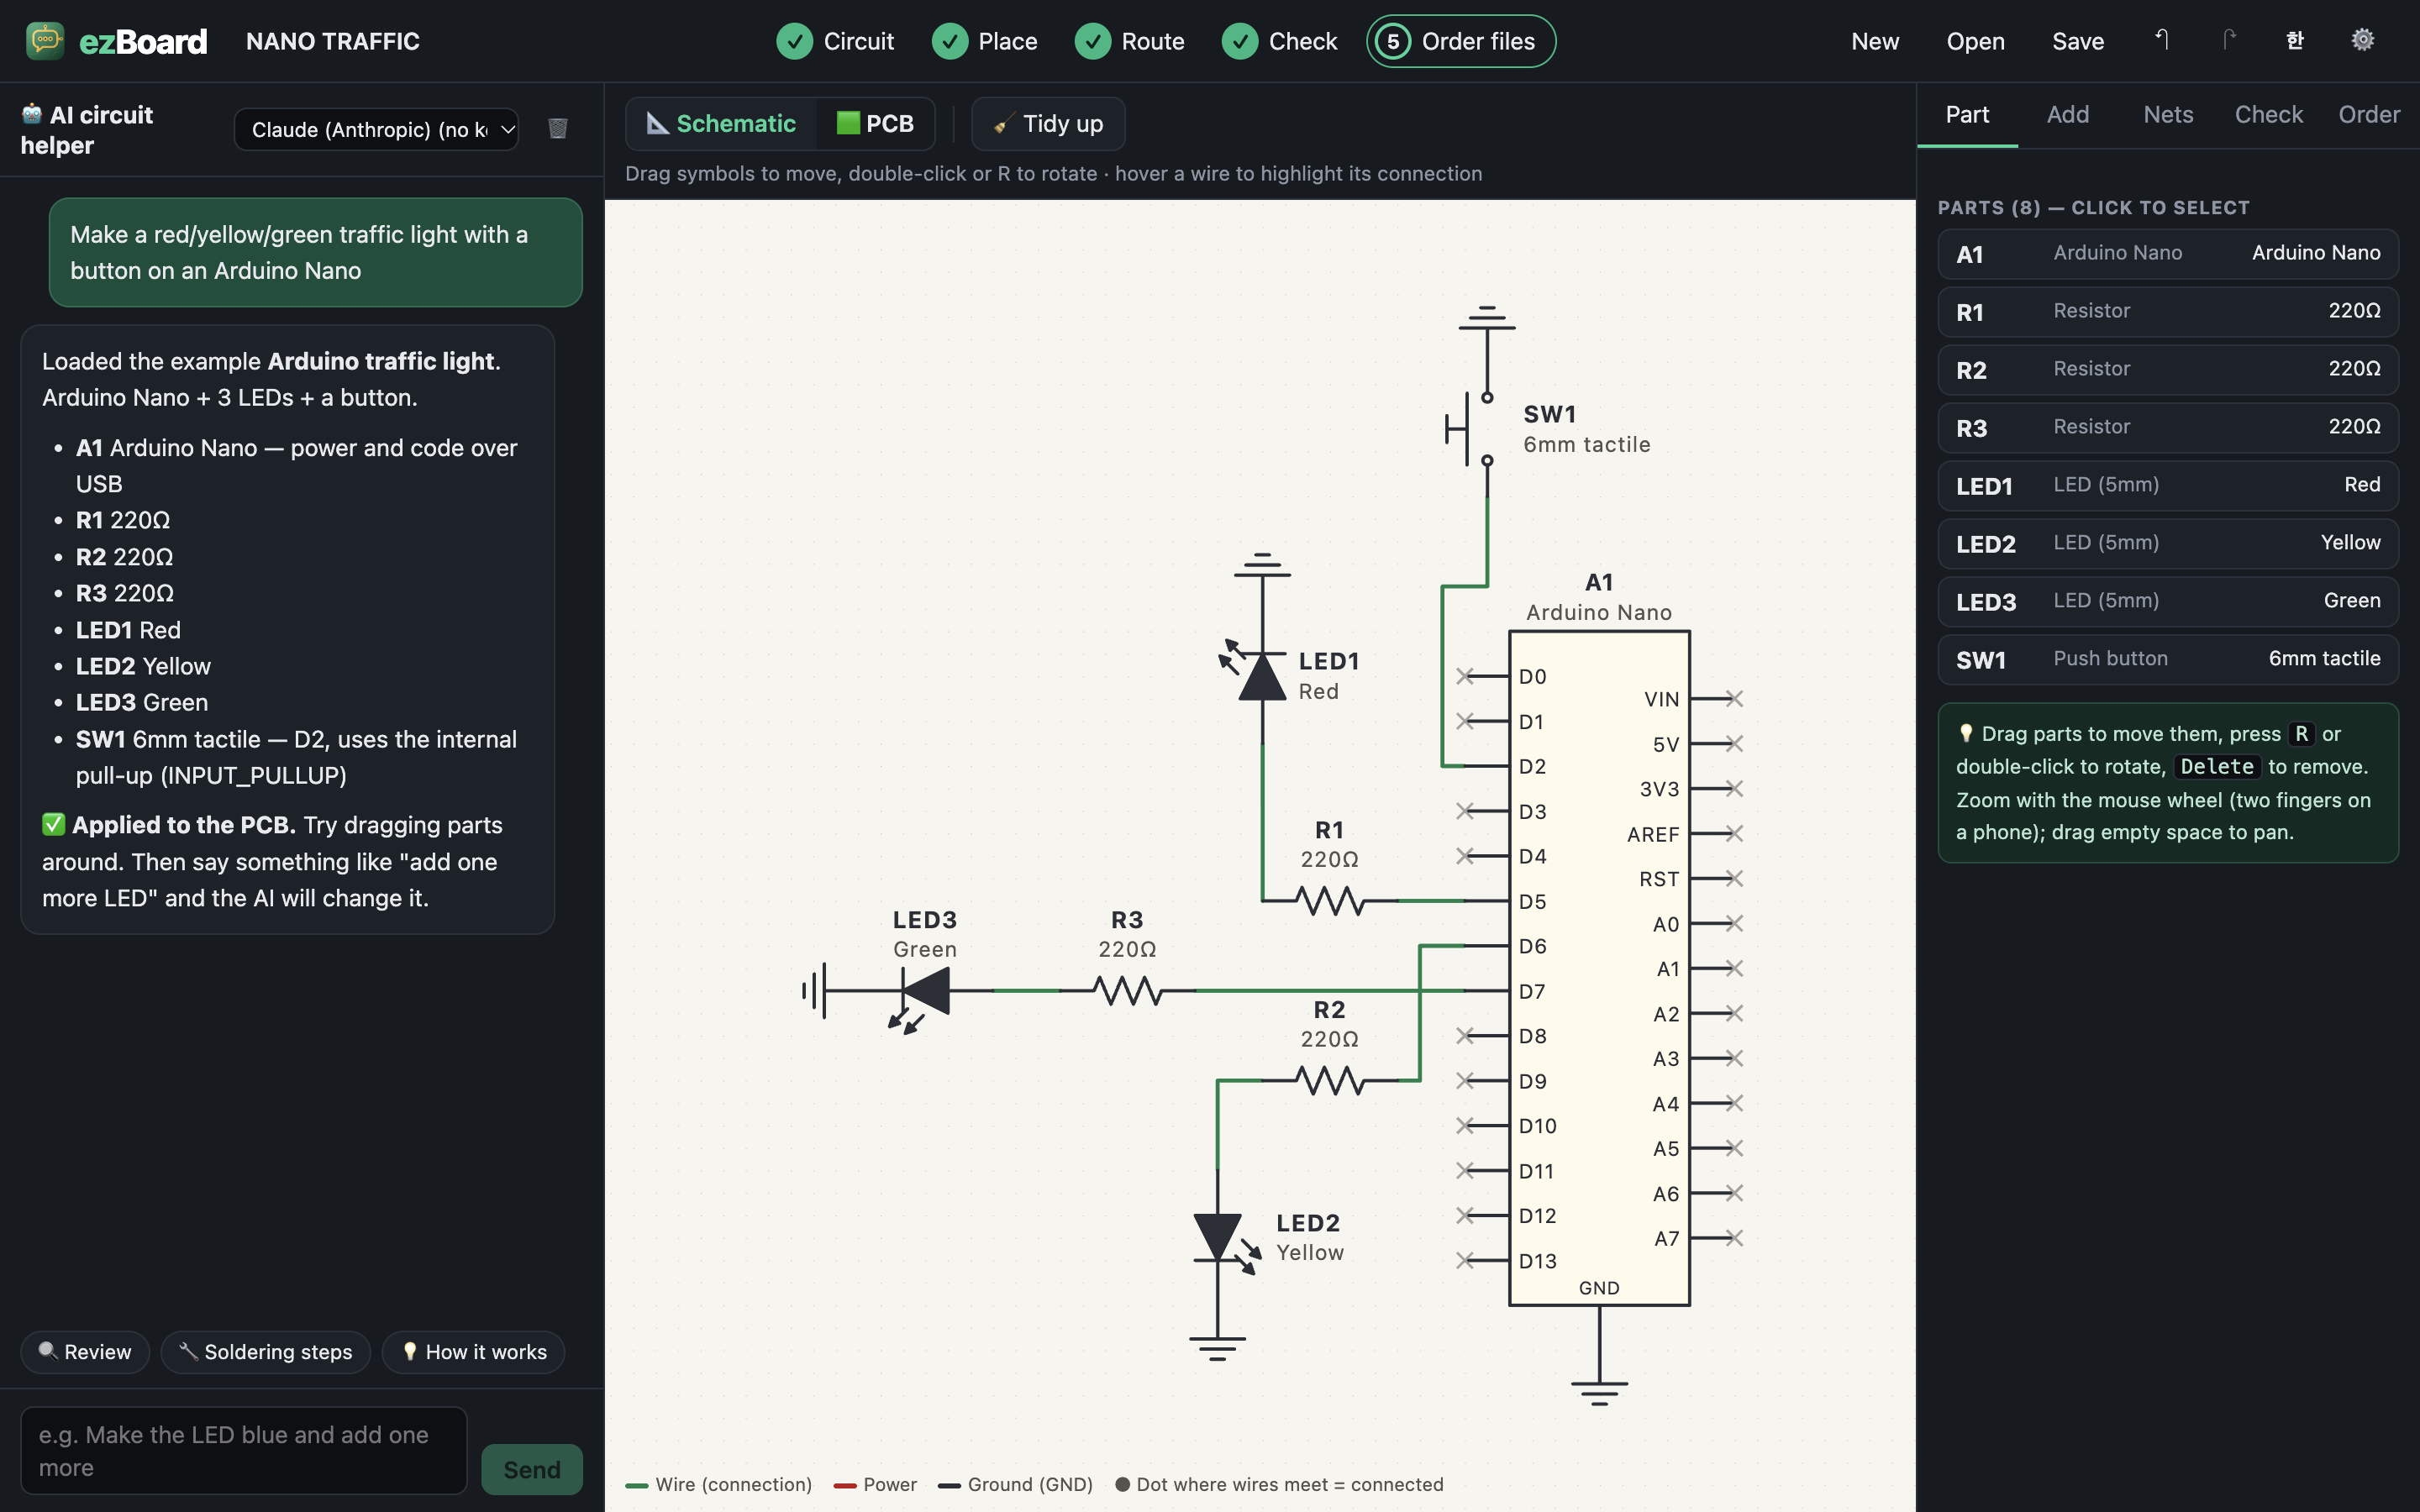 ezBoard
NANO TRAFFIC
Circuit
Place
Route
Check
5 Order files
New
Open
Save
한
AI circuit
helper
Claude (Anthropic) (no k
Schematic
PCB
Tidy up
Drag symbols to move, double-click or R to rotate · hover a wire to highlight its connection
Part
Add
Nets
Check
Order
Make a red/yellow/green traffic light with a
button on an Arduino Nano
Loaded the example Arduino traffic light.
Arduino Nano + 3 LEDs + a button.
• A1 Arduino Nano — power and code over
USB
• R1 220Ω
• R2 220Ω
• R3 220Ω
• LED1 Red
• LED2 Yellow
• LED3 Green
• SW1 6mm tactile — D2, uses the internal
pull-up (INPUT_PULLUP)
Applied to the PCB. Try dragging parts
around. Then say something like "add one
more LED" and the AI will change it.
Review
Soldering steps
How it works
e.g. Make the LED blue and add one
more
Send
SW1
6mm tactile
LED1
Red
A1
Arduino Nano
R1
220Ω
LED3
Green
R3
220Ω
R2
220Ω
LED2
Yellow
D0
D1
D2
D3
D4
D5
D6
D7
D8
D9
D10
D11
D12
D13
VIN
5V
3V3
AREF
RST
A0
A1
A2
A3
A4
A5
A6
A7
GND
Wire (connection)
Power
Ground (GND)
Dot where wires meet = connected
PARTS (8) — CLICK TO SELECT
A1 Arduino Nano Arduino Nano
R1 Resistor 220Ω
R2 Resistor 220Ω
R3 Resistor 220Ω
LED1 LED (5mm) Red
LED2 LED (5mm) Yellow
LED3 LED (5mm) Green
SW1 Push button 6mm tactile
Drag parts to move them, press R or
double-click to rotate, Delete to remove.
Zoom with the mouse wheel (two fingers on
a phone); drag empty space to pan.